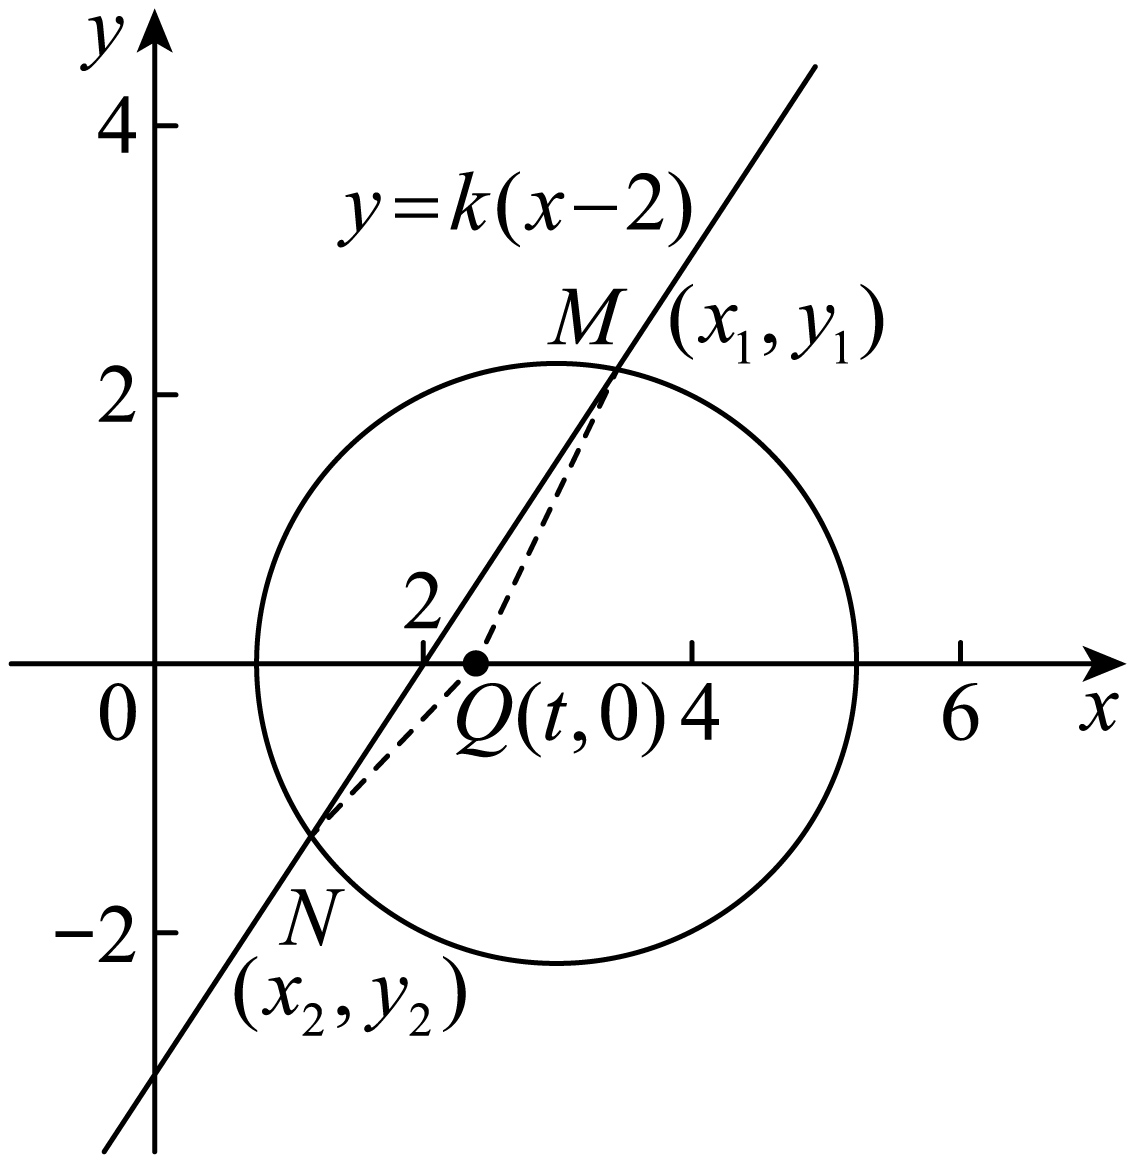 y
4
y=k(x−2)
M (x₁, y₁)
2
2
0
Q(t,0) 4
6
x
N
−2
(x₂, y₂)